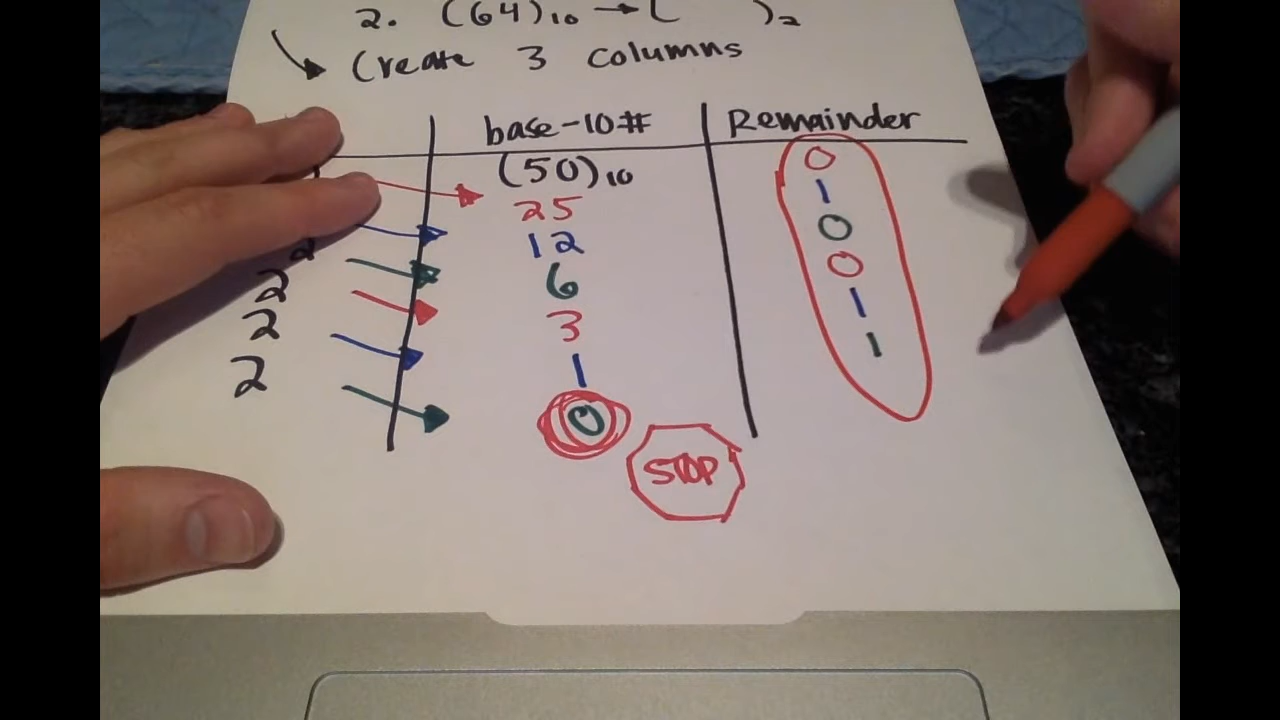 2. (64)10 → ( )2
Create 3 columns
base-10# Remainder
(50)10 0
25 1
2 12 0
2 6 0
2 3 1
2 1 1
0
STOP